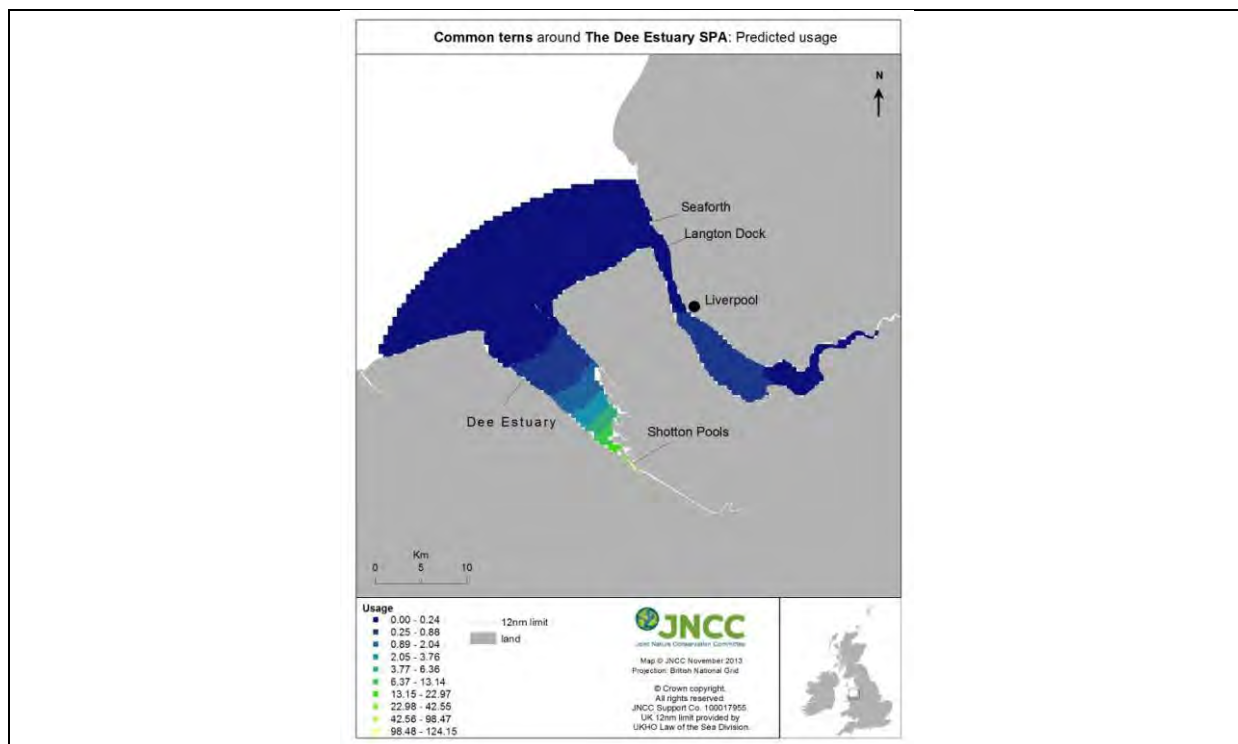 Common terns around The Dee Estuary SPA: Predicted usage
N
Seaforth
Langton Dock
Liverpool
Dee Estuary
Shotton Pools
Km
0 5 10
Usage
0.00 - 0.24
0.25 - 0.88
0.89 - 2.04
2.05 - 3.76
3.77 - 6.36
6.37 - 13.14
13.15 - 22.97
22.98 - 42.55
42.56 - 98.47
98.48 - 124.15
12nm limit
land
JNCC
Joint Nature Conservation Committee
Map © JNCC November 2013
Projection: British National Grid
© Crown copyright.
All rights reserved.
JNCC Support Co. 100017955
UK 12nm limit provided by
UKHO Law of the Sea Division.